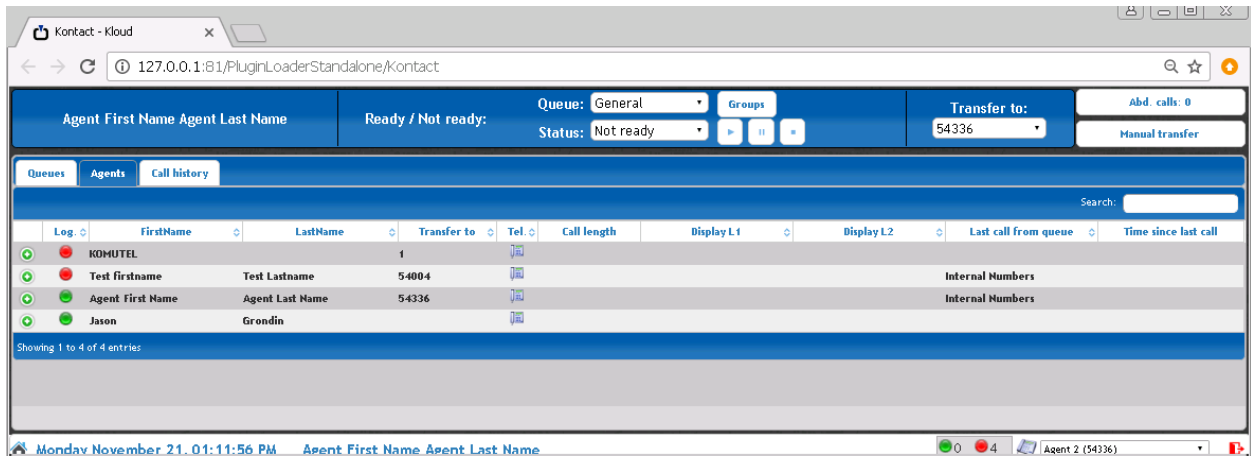 Kontact - Kloud
127.0.0.1:81/PluginLoaderStandalone/Kontact
Agent First Name Agent Last Name
Ready / Not ready:
Queue: General
Groups
Status: Not ready
Transfer to:
54336
Abd. calls: 0
Manual transfer
Queues Agents Call history
Search:
Log. FirstName LastName Transfer to Tel. Call length Display L1 Display L2 Last call from queue Time since last call
KOMUTEL 1
Test firstname Test Lastname 54004 Internal Numbers
Agent First Name Agent Last Name 54336 Internal Numbers
Jason Grondin
Showing 1 to 4 of 4 entries
Monday November 21, 01:11:56 PM Agent First Name Agent Last Name 0 4 Agent 2 (54336)